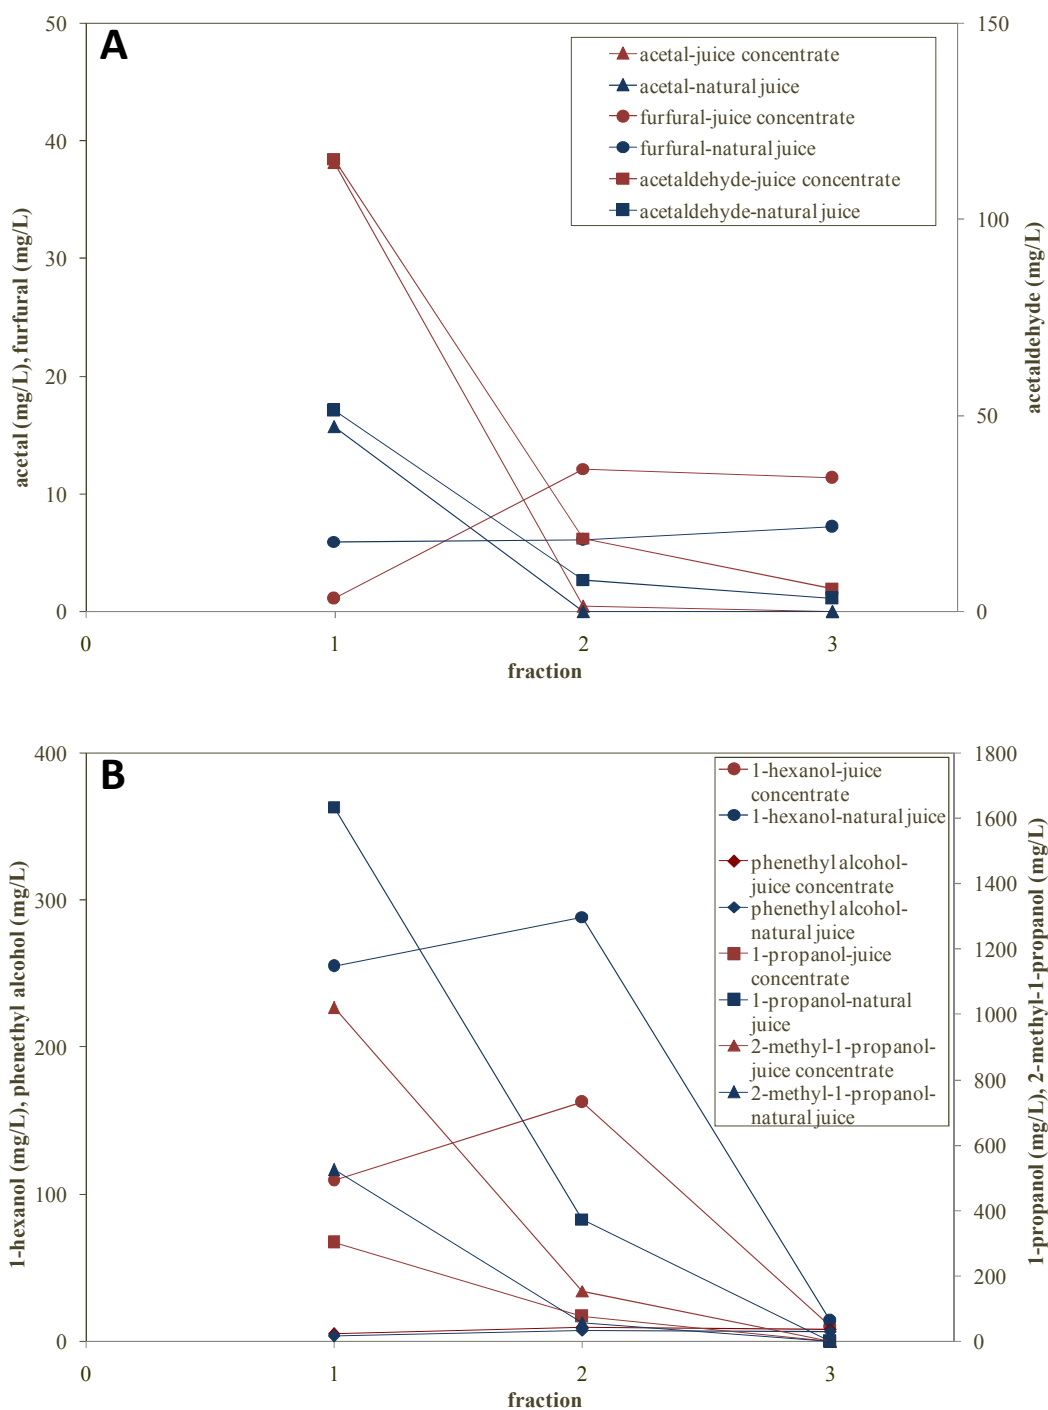 A
50
40
30
20
10
0
acetal (mg/L), furfural (mg/L)
150
100
50
0
acetaldehyde (mg/L)
acetal-juice concentrate
acetal-natural juice
furfural-juice concentrate
furfural-natural juice
acetaldehyde-juice concentrate
acetaldehyde-natural juice
0 1 2 3
fraction
B
400
300
200
100
0
1-hexanol (mg/L), phenethyl alcohol (mg/L)
1800
1600
1400
1200
1000
800
600
400
200
0
1-propanol (mg/L), 2-methyl-1-propanol (mg/L)
1-hexanol-juice
concentrate
1-hexanol-natural juice
phenethyl alcohol-
juice concentrate
phenethyl alcohol-
natural juice
1-propanol-juice
concentrate
1-propanol-natural
juice
2-methyl-1-propanol-
juice concentrate
2-methyl-1-propanol-
natural juice
0 1 2 3
fraction